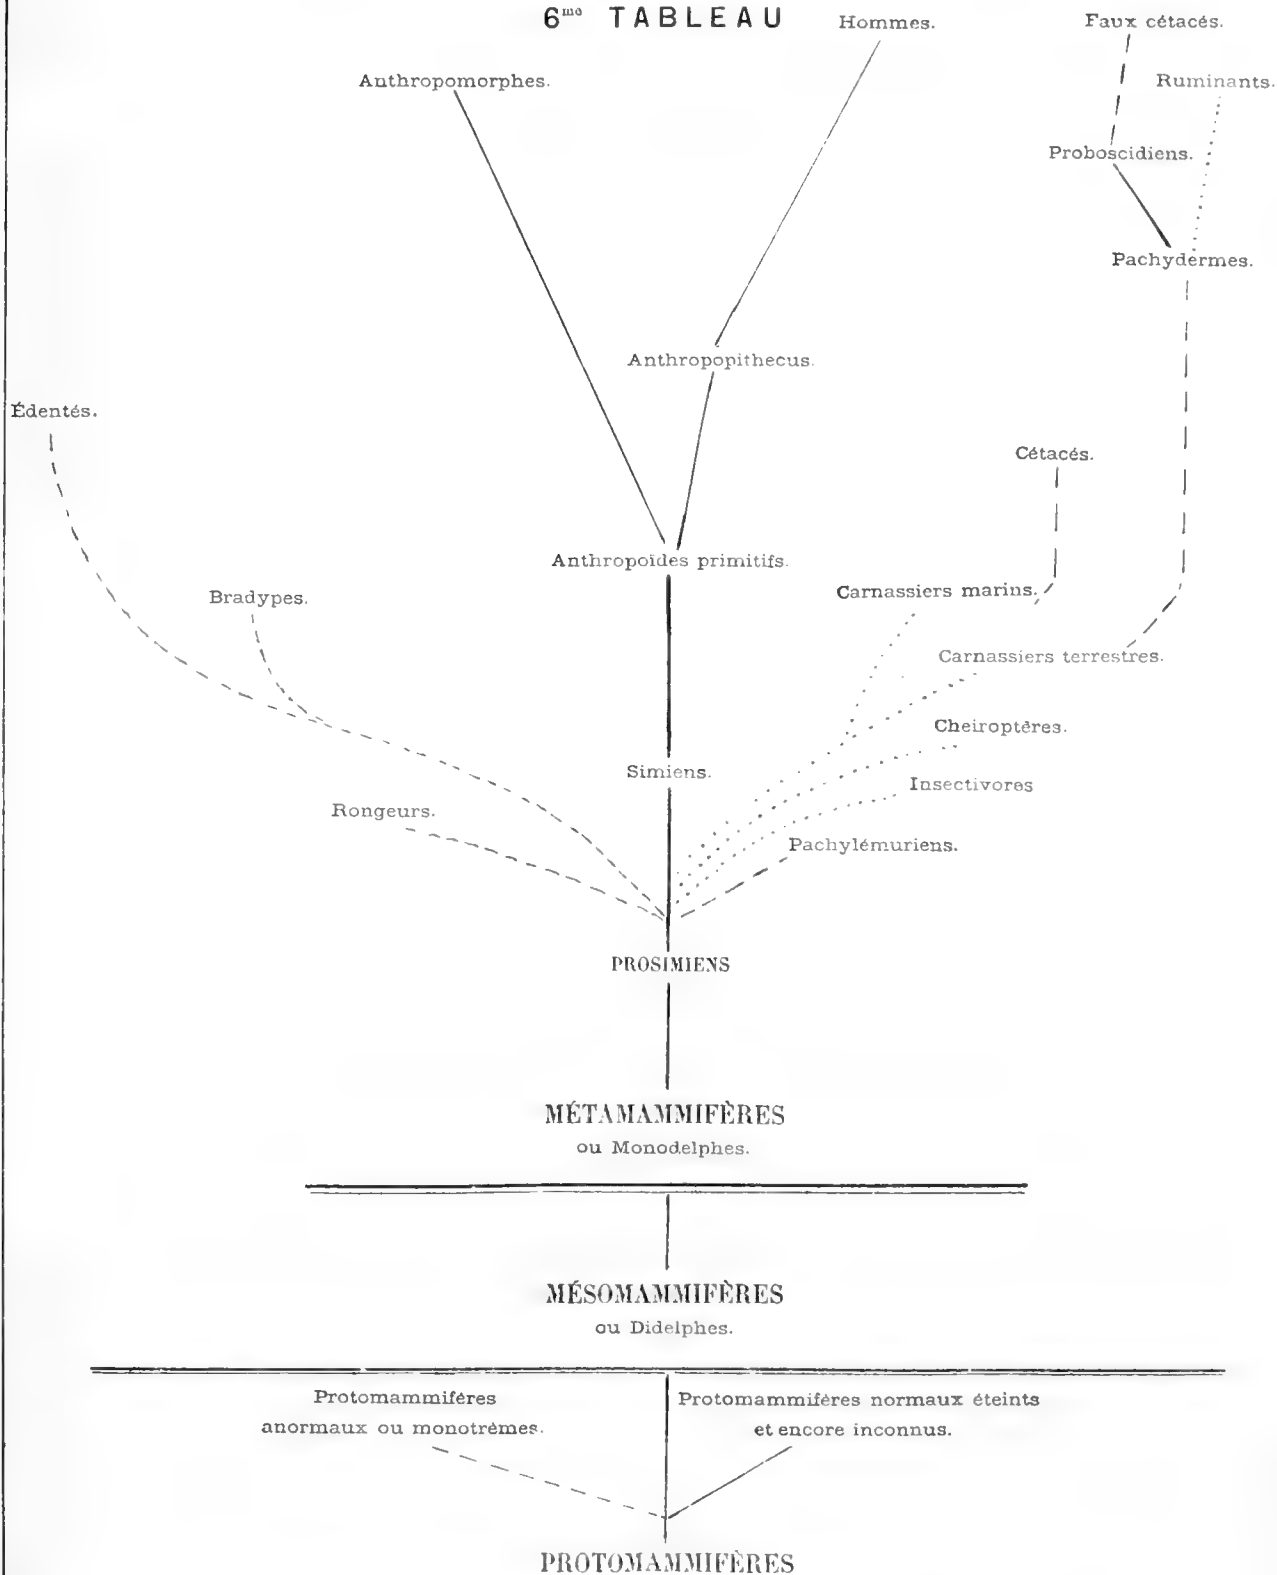 6me TABLEAU
Hommes.
Faux cétacés.
Anthropomorphes.
Ruminants.
Proboscidiens.
Pachydermes.
Anthropopithecus.
Édentés.
Cétacés.
Anthropoïdes primitifs.
Carnassiers marins.
Bradypes.
Carnassiers terrestres.
Cheiroptères.
Simiens.
Insectivores
Rongeurs.
Pachylémuriens.
PROSIMIENS
MÉTAMAMMIFÈRES
ou Monodelphes.
MÉSOMAMMIFÈRES
ou Didelphes.
Protomammifères
anormaux ou monotrèmes.
Protomammifères normaux éteints
et encore inconnus.
PROTOMAMMIFÈRES